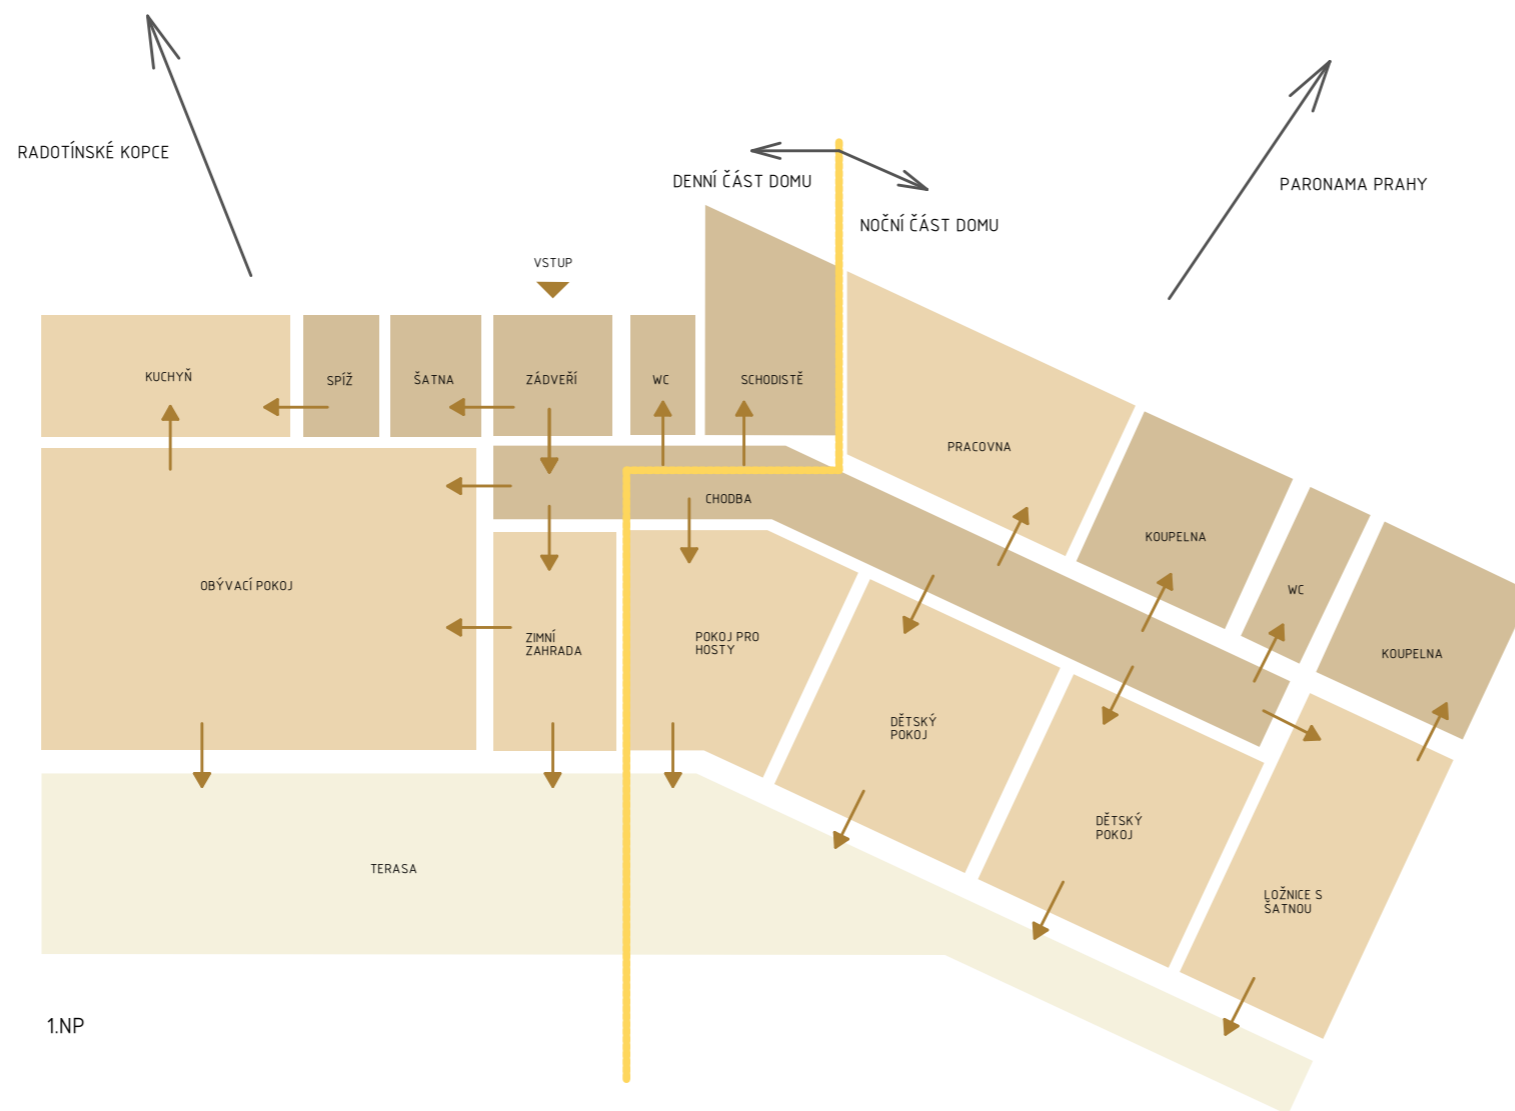 RADOTÍNSKÉ KOPCE
DENNÍ ČÁST DOMU
NOČNÍ ČÁST DOMU
PARONAMA PRAHY
VSTUP
KUCHYŇ
SPÍŽ
ŠATNA
ZÁDVEŘÍ
WC
SCHODISTĚ
PRACOVNA
CHODBA
KOUPELNA
WC
KOUPELNA
OBÝVACÍ POKOJ
ZIMNÍ
ZAHRADA
POKOJ PRO
HOSTY
DĚTSKÝ
POKOJ
DĚTSKÝ
POKOJ
LOŽNICE S
ŠATNOU
TERASA
1.NP